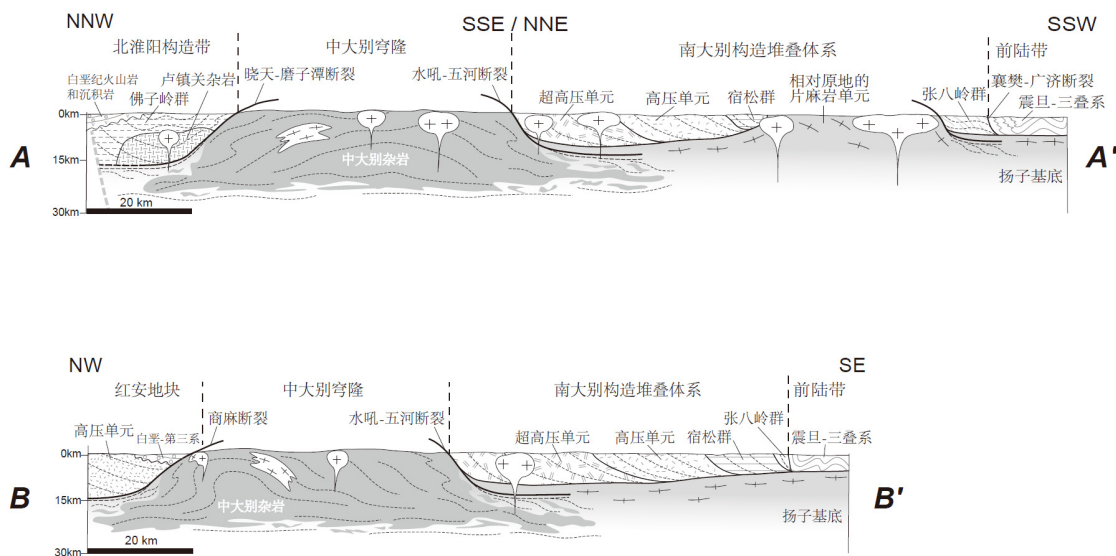 NNW
SSE / NNE
SSW
北淮阳构造带
中大别穹隆
南大别构造堆叠体系
前陆带
白垩纪火山岩
和沉积岩
佛子岭群
卢镇关杂岩
晓天-磨子潭断裂
水吼-五河断裂
超高压单元
高压单元
宿松群
相对原地的
片麻岩单元
张八岭群
襄樊-广济断裂
震旦-三叠系
0km
15km
30km
A
A'
中大别杂岩
扬子基底
20 km
NW
SE
红安地块
中大别穹隆
南大别构造堆叠体系
前陆带
高压单元
白垩-第三系
商麻断裂
水吼-五河断裂
超高压单元
高压单元
宿松群
张八岭群
震旦-三叠系
0km
15km
30km
B
B'
中大别杂岩
扬子基底
20 km